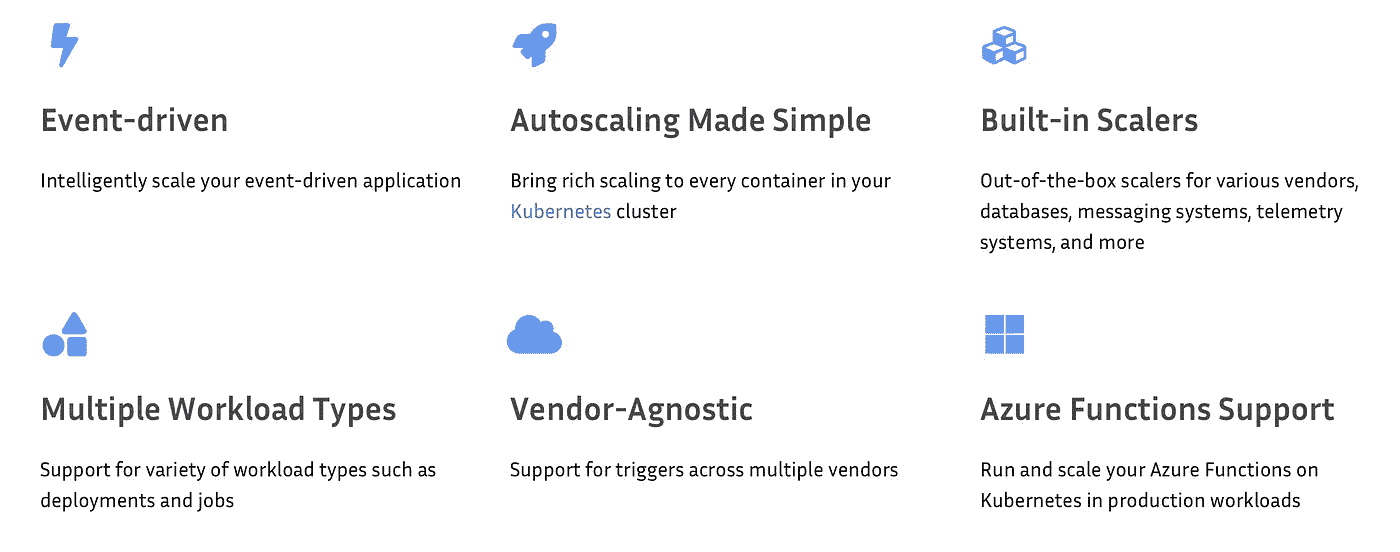 Event-driven
Intelligently scale your event-driven application
Autoscaling Made Simple
Bring rich scaling to every container in your
Kubernetes cluster
Built-in Scalers
Out-of-the-box scalers for various vendors,
databases, messaging systems, telemetry
systems, and more
Multiple Workload Types
Support for variety of workload types such as
deployments and jobs
Vendor-Agnostic
Support for triggers across multiple vendors
Azure Functions Support
Run and scale your Azure Functions on
Kubernetes in production workloads